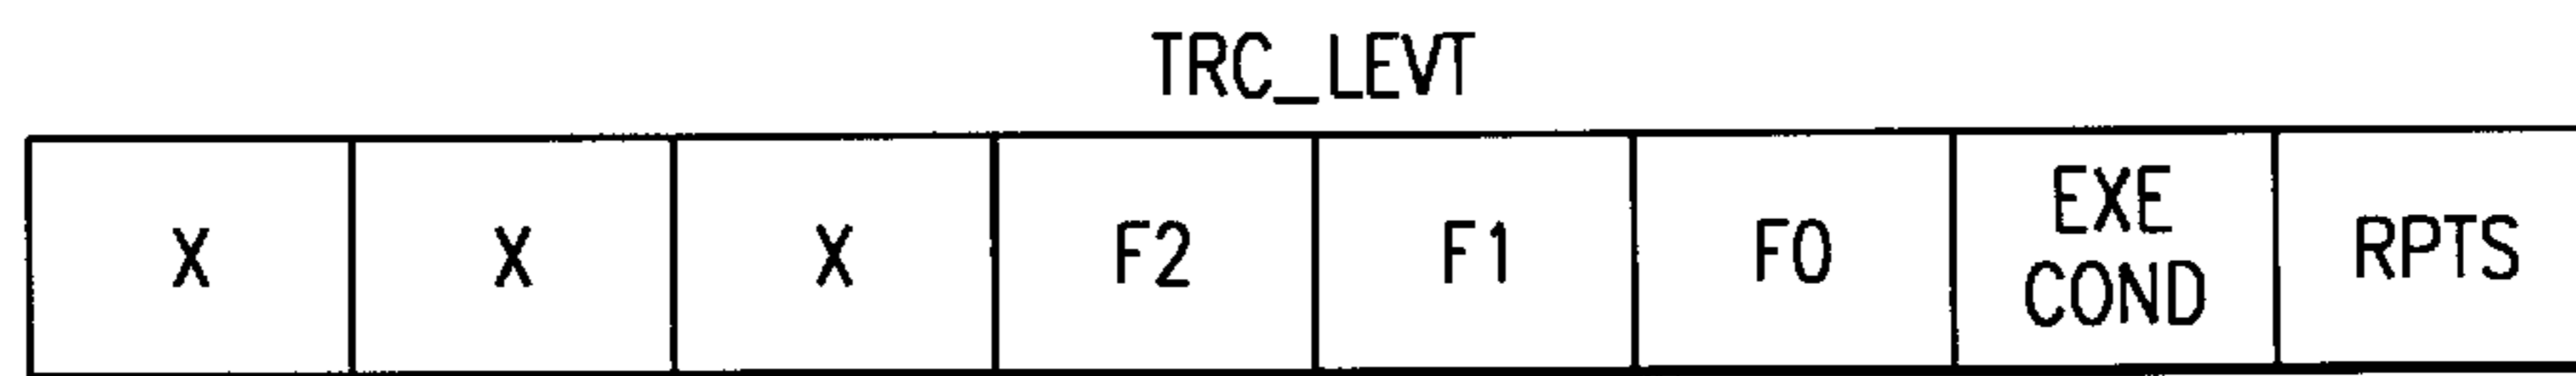 TRC_LEVT
X X X F2 F1 F0 EXE COND RPTS